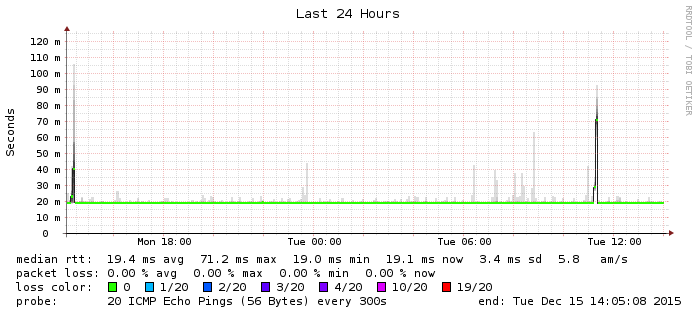 Last 24 Hours
RRDTOOL / TOBI OETIKER
Seconds
120 m
110 m
100 m
90 m
80 m
70 m
60 m
50 m
40 m
30 m
20 m
10 m
0
Mon 18:00 Tue 00:00 Tue 06:00 Tue 12:00
median rtt: 19.4 ms avg 71.2 ms max 19.0 ms min 19.1 ms now 3.4 ms sd 5.8 am/s
packet loss: 0.00 % avg 0.00 % max 0.00 % min 0.00 % now
loss color: 0 1/20 2/20 3/20 4/20 10/20 19/20
probe: 20 ICMP Echo Pings (56 Bytes) every 300s end: Tue Dec 15 14:05:08 2015